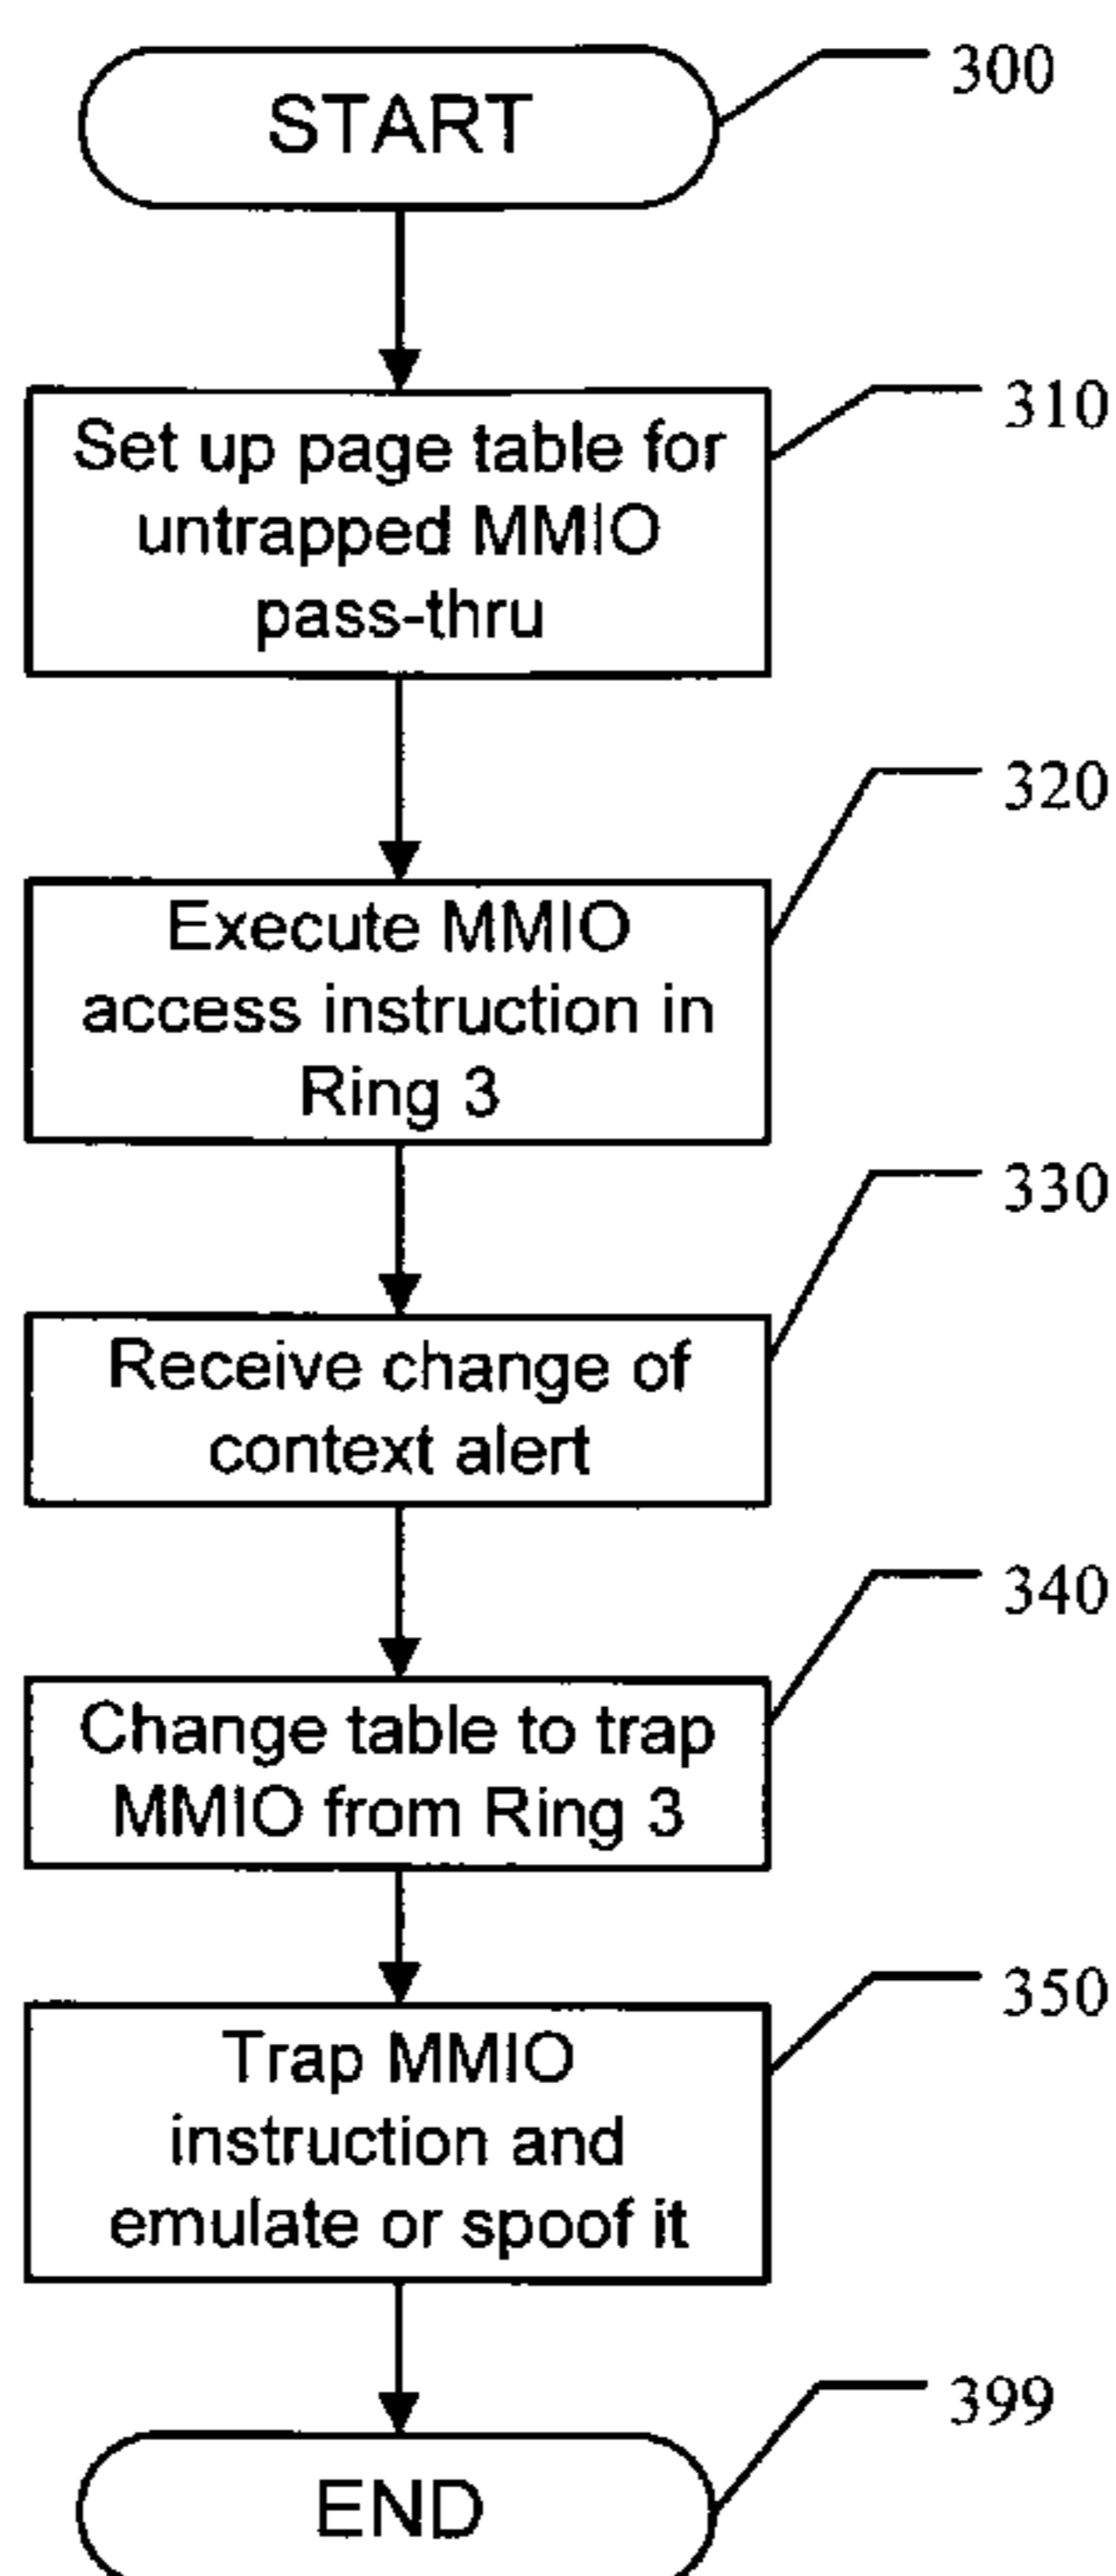 START
300
Set up page table for
untrapped MMIO
pass-thru
310
Execute MMIO
access instruction in
Ring 3
320
Receive change of
context alert
330
Change table to trap
MMIO from Ring 3
340
Trap MMIO
instruction and
emulate or spoof it
350
END
399